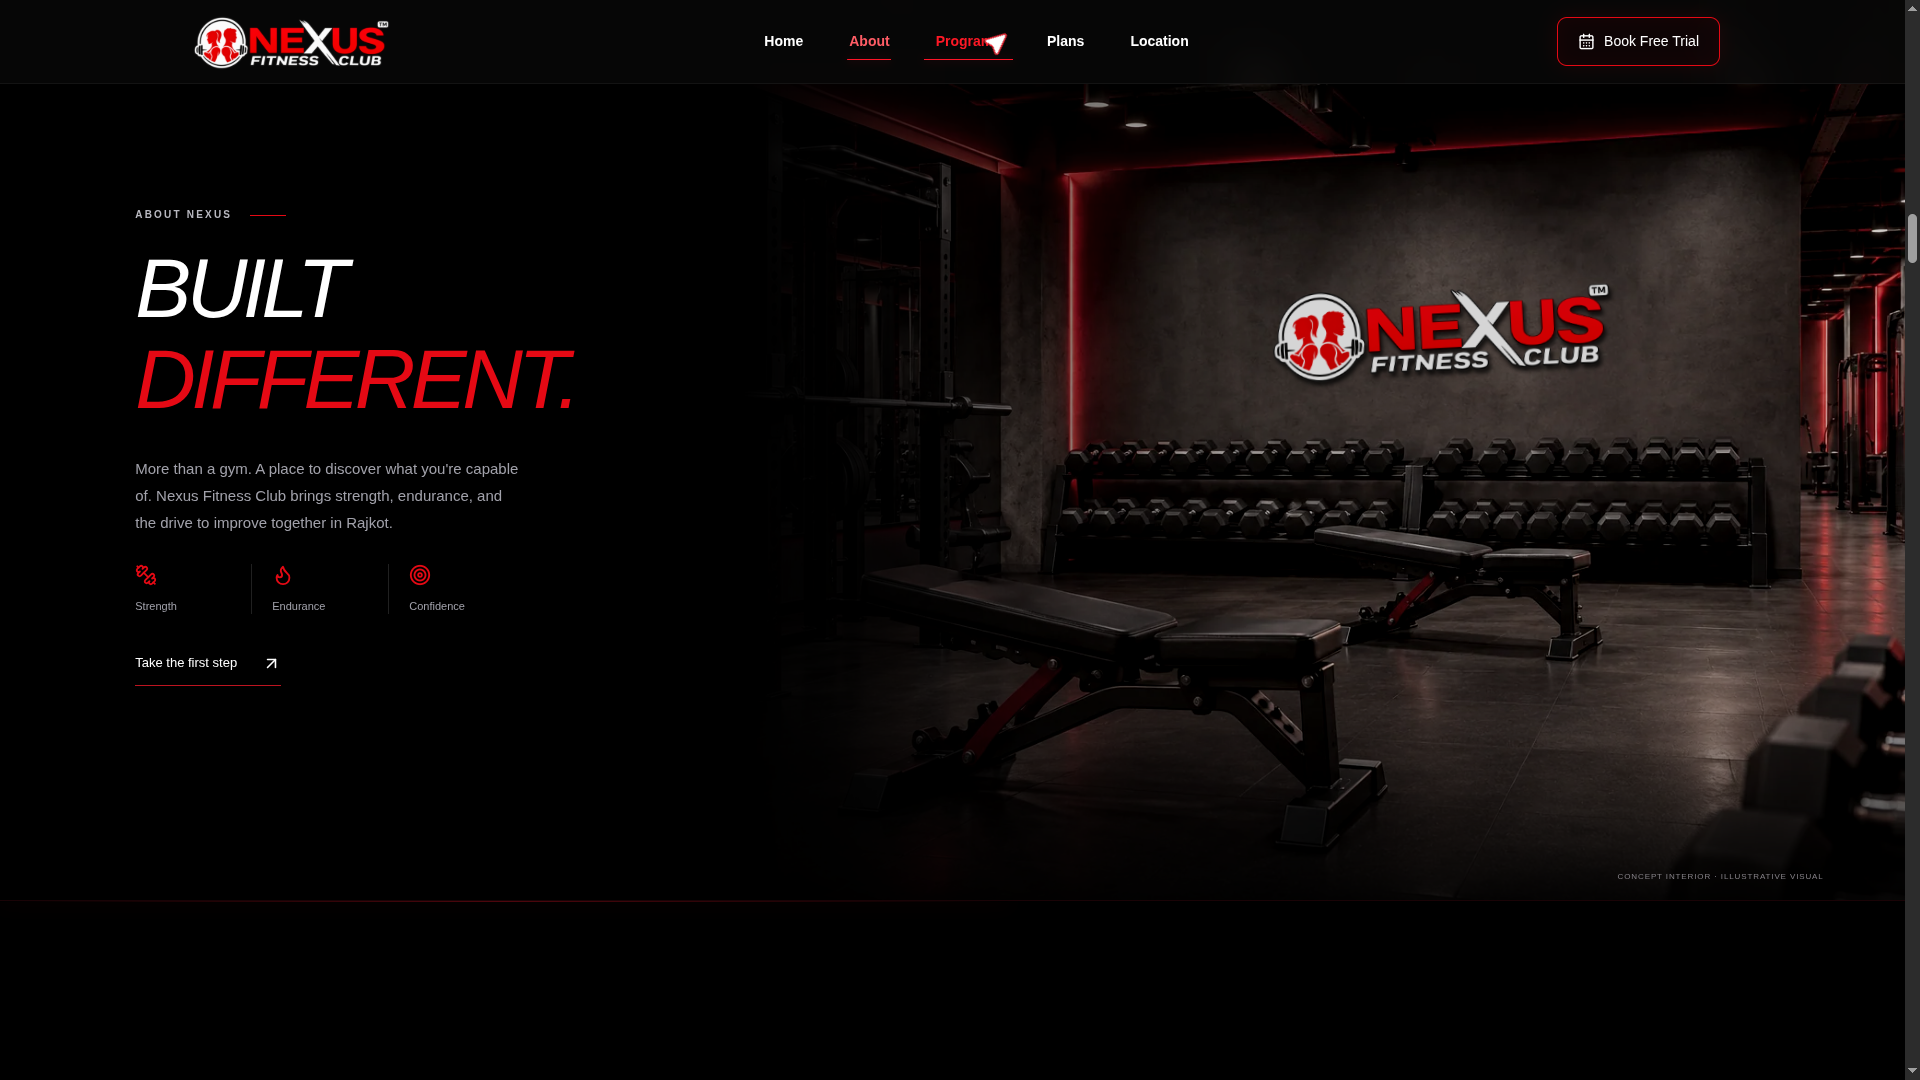 NEXUS
TM
FITNESS CLUB
Home
About
Plans
Location
Book Free Trial
ABOUT NEXUS
BUILT
DIFFERENT.
More than a gym. A place to discover what you're capable
of. Nexus Fitness Club brings strength, endurance, and
the drive to improve together in Rajkot.
Strength
Endurance
Confidence
Take the first step
NEXUS
TM
FITNESS CLUB
CONCEPT INTERIOR · ILLUSTRATIVE VISUAL